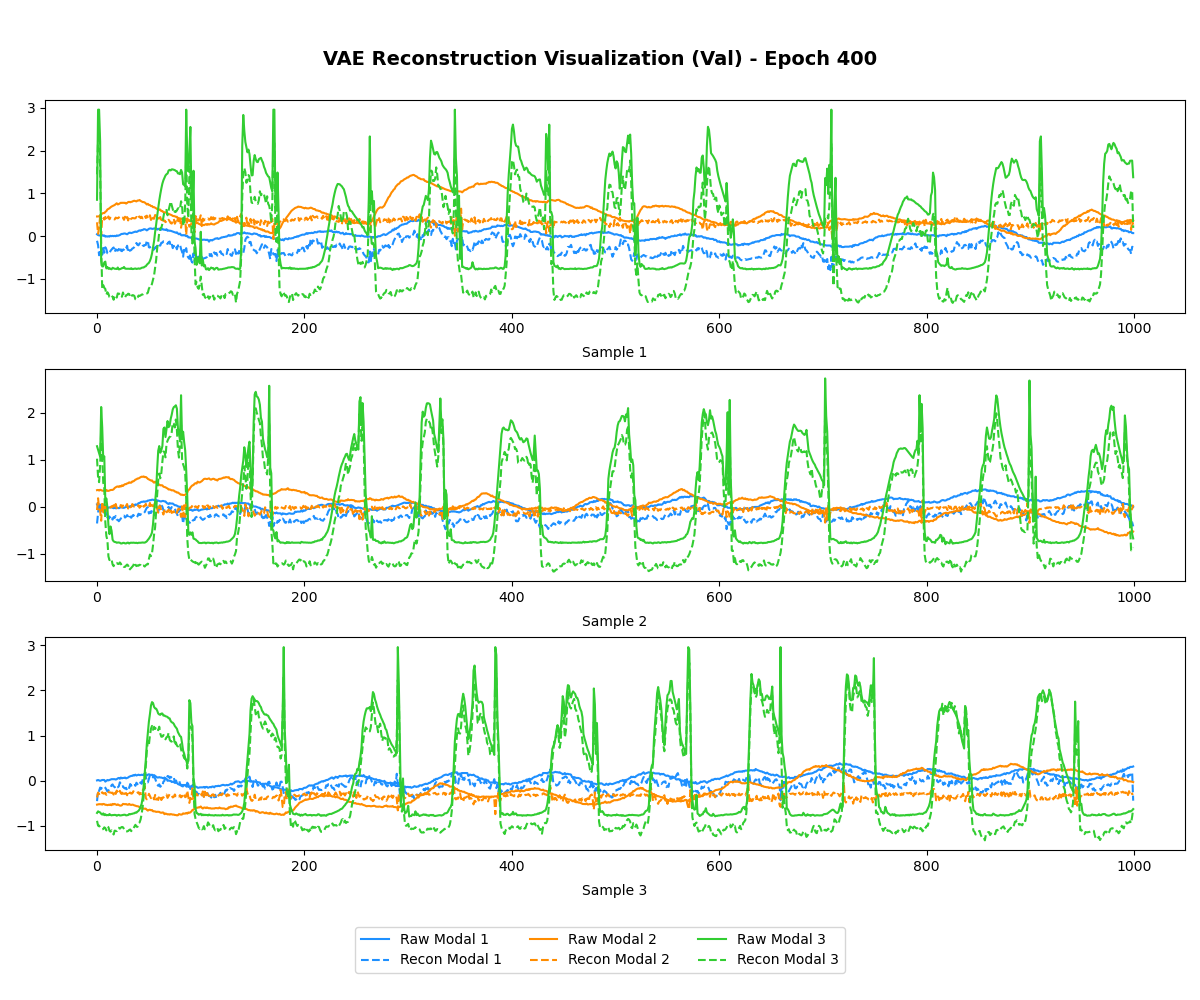 VAE Reconstruction Visualization (Val) - Epoch 400
3
2
1
0
−1
0 200 400 600 800 1000
Sample 1
2
1
0
−1
0 200 400 600 800 1000
Sample 2
3
2
1
0
−1
0 200 400 600 800 1000
Sample 3
Raw Modal 1 Raw Modal 2 Raw Modal 3
Recon Modal 1 Recon Modal 2 Recon Modal 3